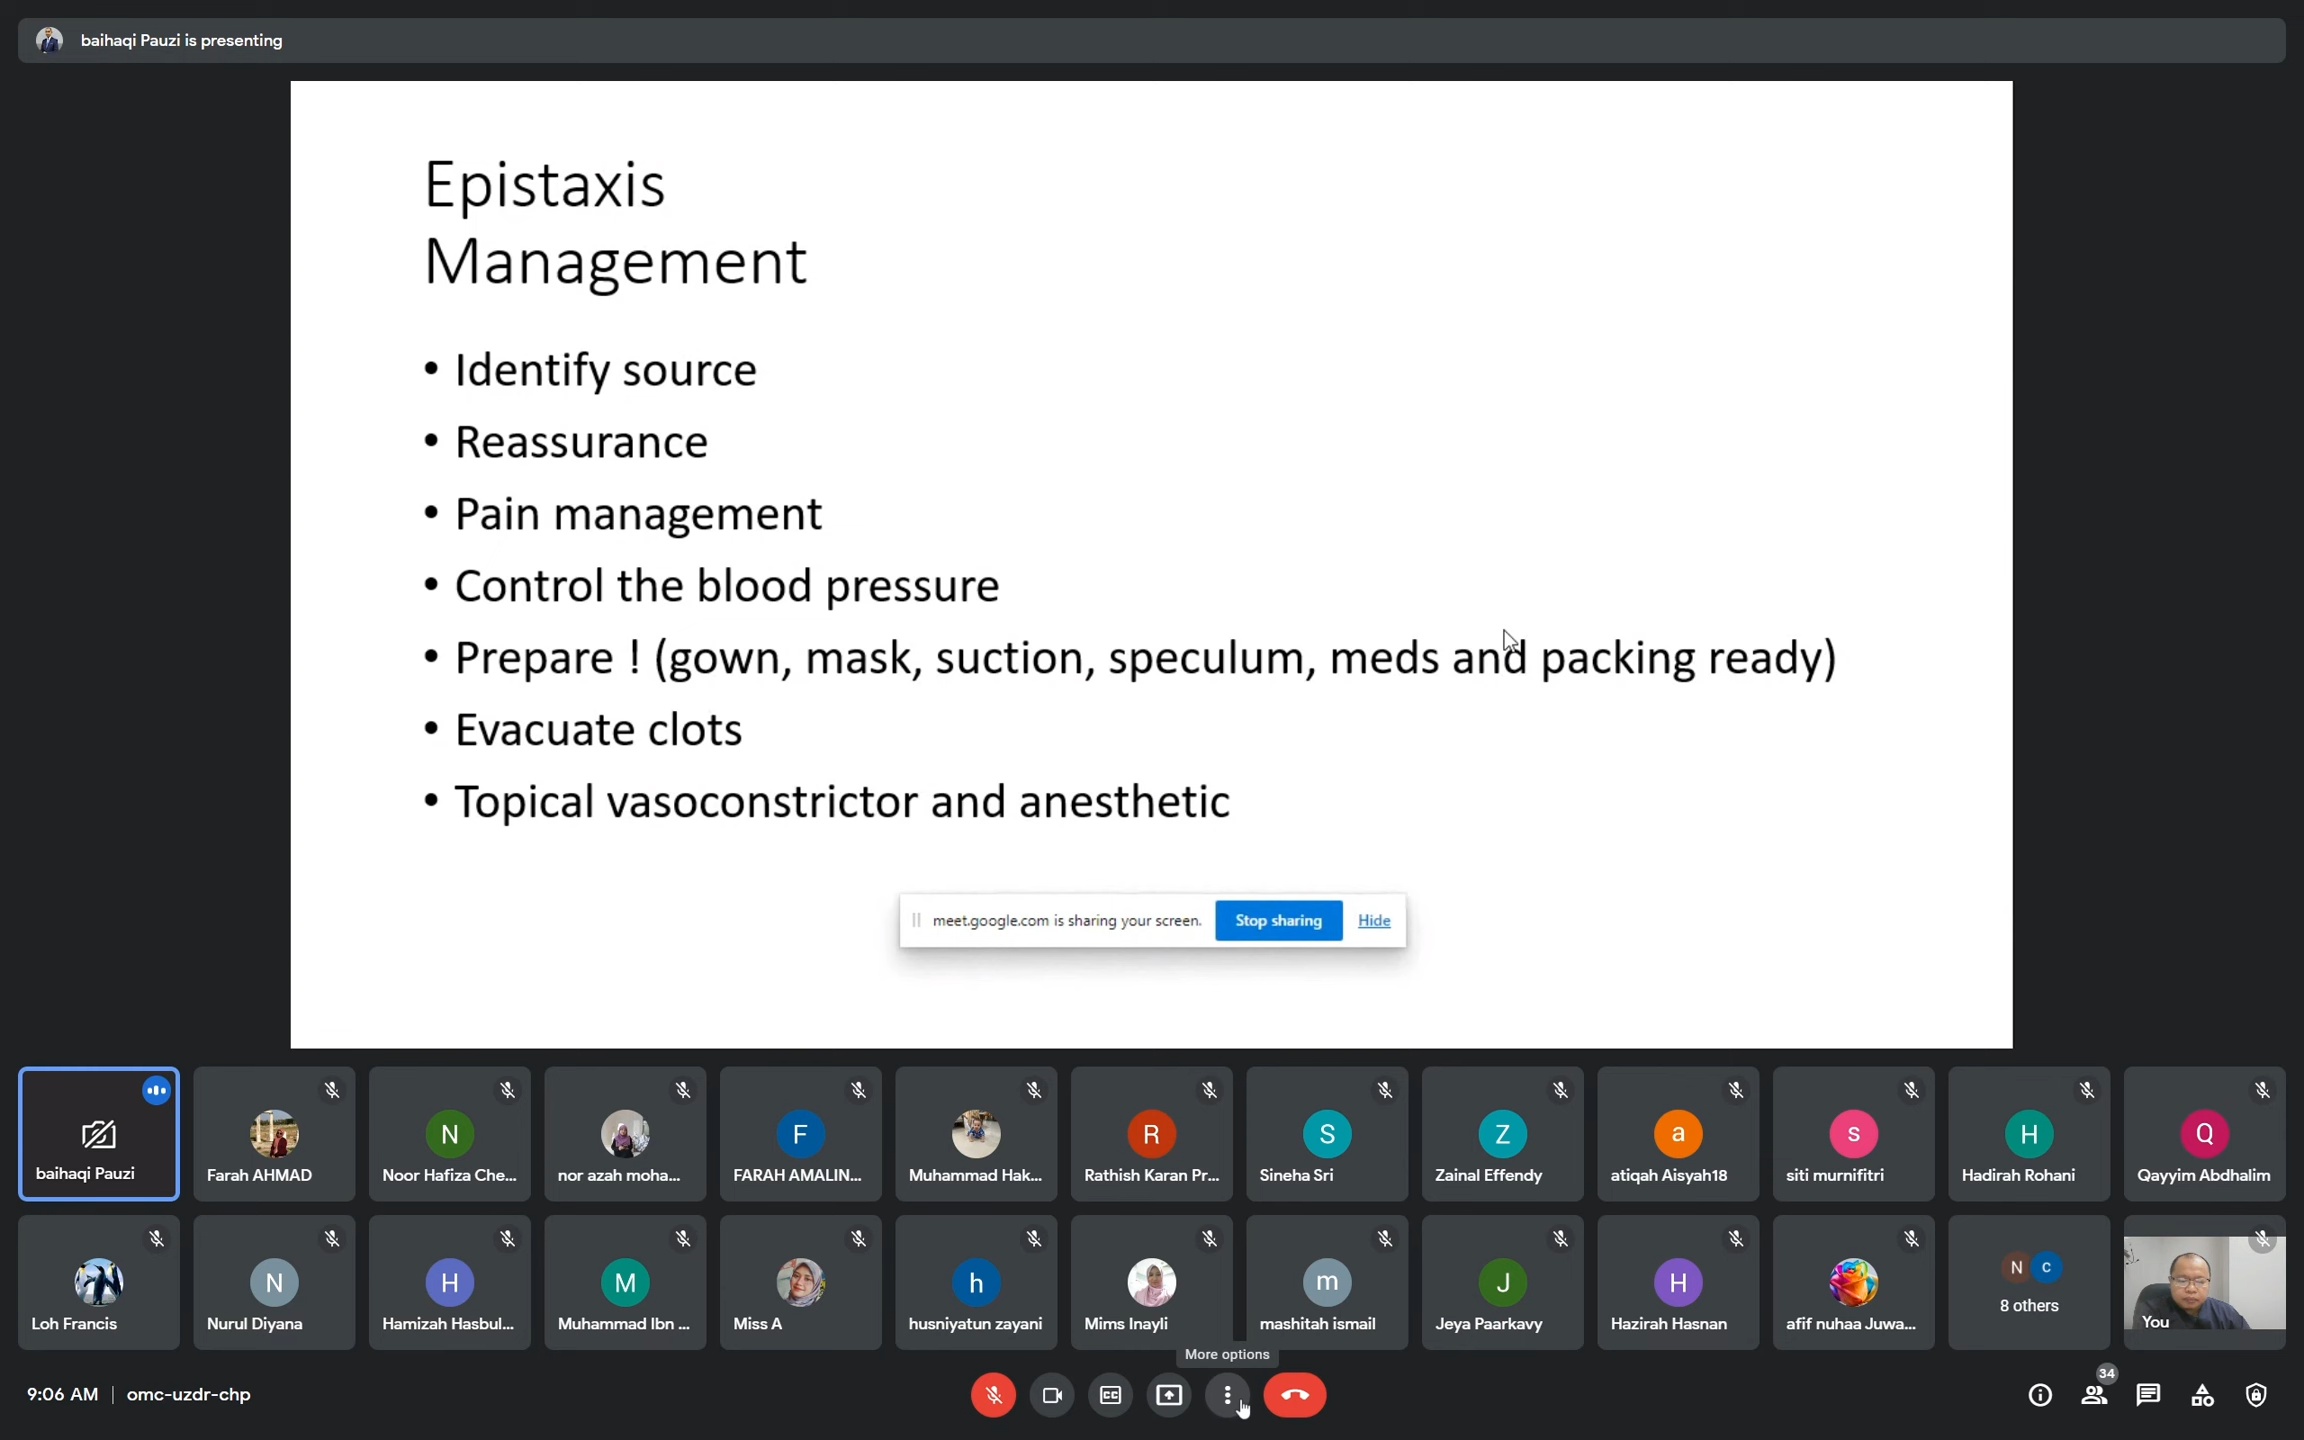 baihaqi Pauzi is presenting
Epistaxis
Management
• Identify source
• Reassurance
• Pain management
• Control the blood pressure
• Prepare ! (gown, mask, suction, speculum, meds and packing ready)
• Evacuate clots
• Topical vasoconstrictor and anesthetic
meet.google.com is sharing your screen. Stop sharing Hide
baihaqi Pauzi
Farah AHMAD
N
Noor Hafiza Che...
nor azah moha...
F
FARAH AMALIN...
Muhammad Hak...
R
Rathish Karan Pr...
S
Sineha Sri
Z
Zainal Effendy
a
atiqah Aisyah18
s
siti murnifitri
H
Hadirah Rohani
Q
Qayyim Abdhalim
Loh Francis
N
Nurul Diyana
H
Hamizah Hasbul...
M
Muhammad Ibn ...
Miss A
h
husniyatun zayani
Mims Inayli
m
mashitah ismail
J
Jeya Paarkavy
H
Hazirah Hasnan
afif nuhaa Juwa...
N C
8 others
You
More options
9:06 AM | omc-uzdr-chp
CC
34